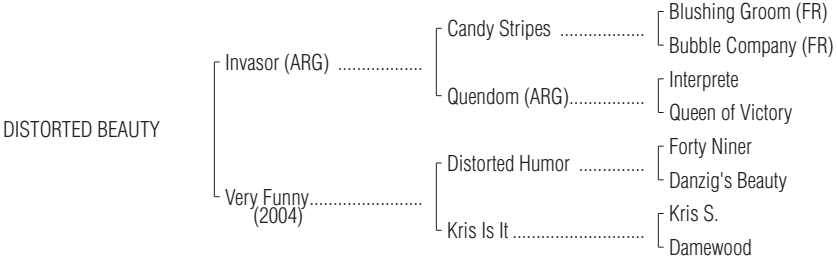 Blushing Groom (FR)
Candy Stripes ..................
Bubble Company (FR)
Invasor (ARG) ..................
Interprete
Quendom (ARG)................
Queen of Victory
DISTORTED BEAUTY
Forty Niner
Distorted Humor ..............
Danzig's Beauty
Very Funny........................
(2004)
Kris S.
Kris Is It ............................
Damewood